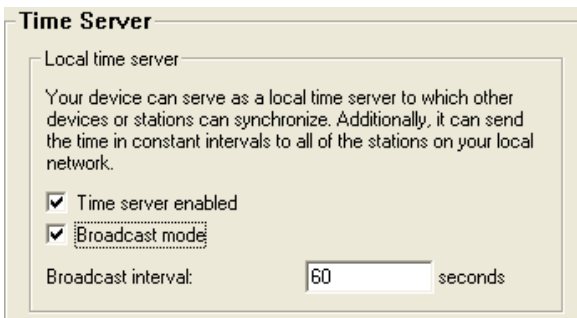 Time Server
Local time server
Your device can serve as a local time server to which other
devices or stations can synchronize. Additionally, it can send
the time in constant intervals to all of the stations on your local
network.
Time server enabled
Broadcast mode
Broadcast interval: 60 seconds